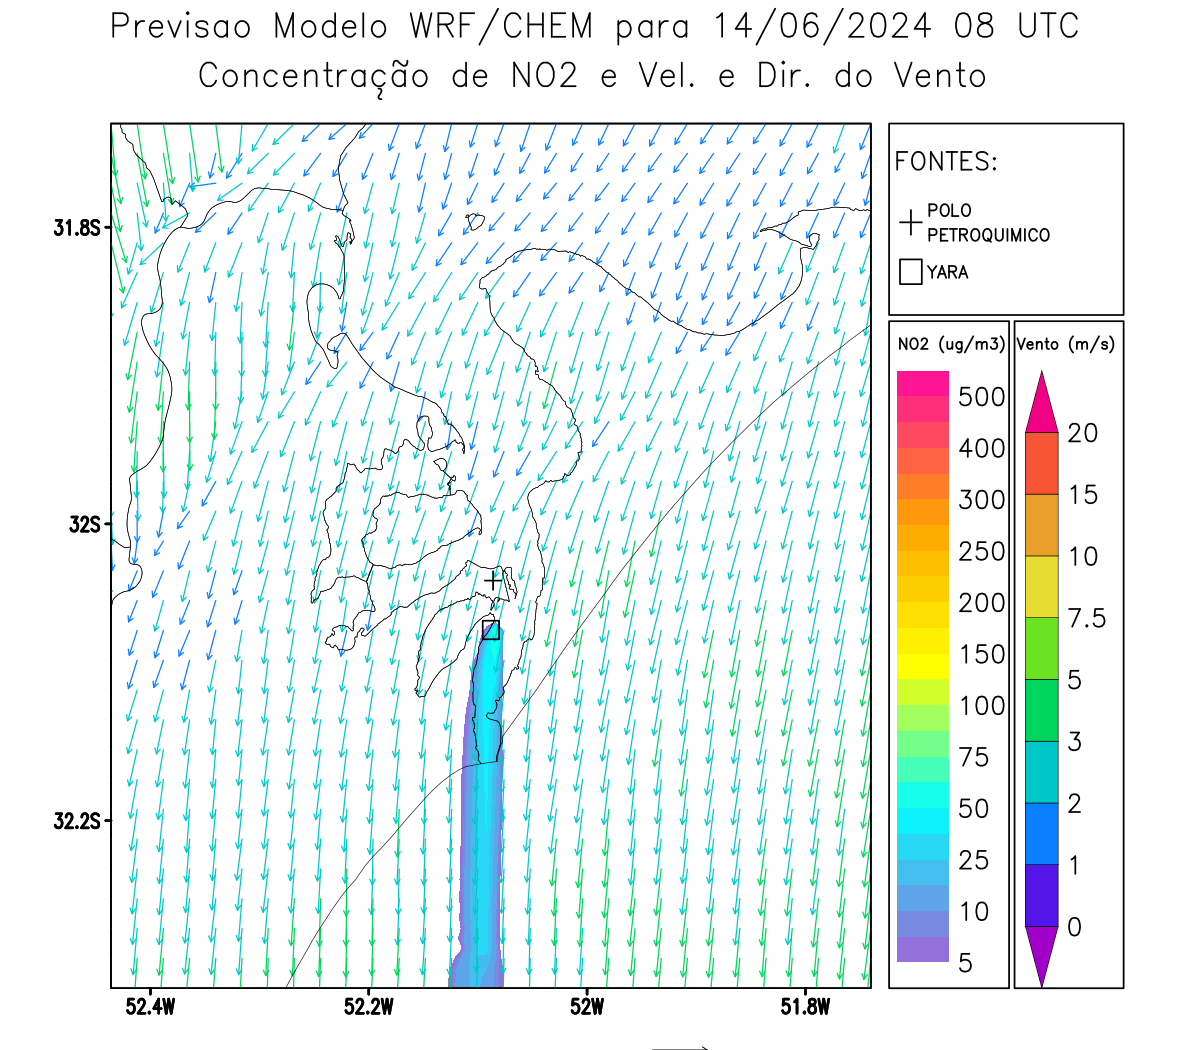 Previsao Modelo WRF/CHEM para 14/06/2024 08 UTC
Concentração de NO2 e Vel. e Dir. do Vento
FONTES:
POLO
PETROQUIMICO
YARA
NO2 (ug/m3)
500
400
300
250
200
150
100
75
50
25
10
5
Vento (m/s)
20
15
10
7.5
5
3
2
1
0
31.8S
32S
32.2S
52.4W
52.2W
52W
51.8W